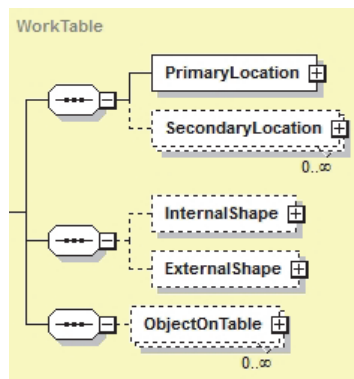 WorkTable
PrimaryLocation
SecondaryLocation
0..∞
InternalShape
ExternalShape
ObjectOnTable
0..∞